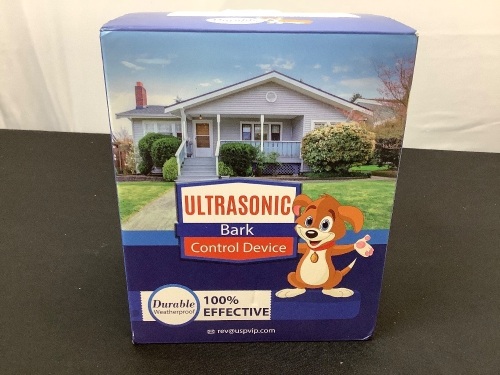 ULTRASONIC
Bark
Control Device
Durable
Weatherproof
100%
EFFECTIVE
rev@uspvip.com